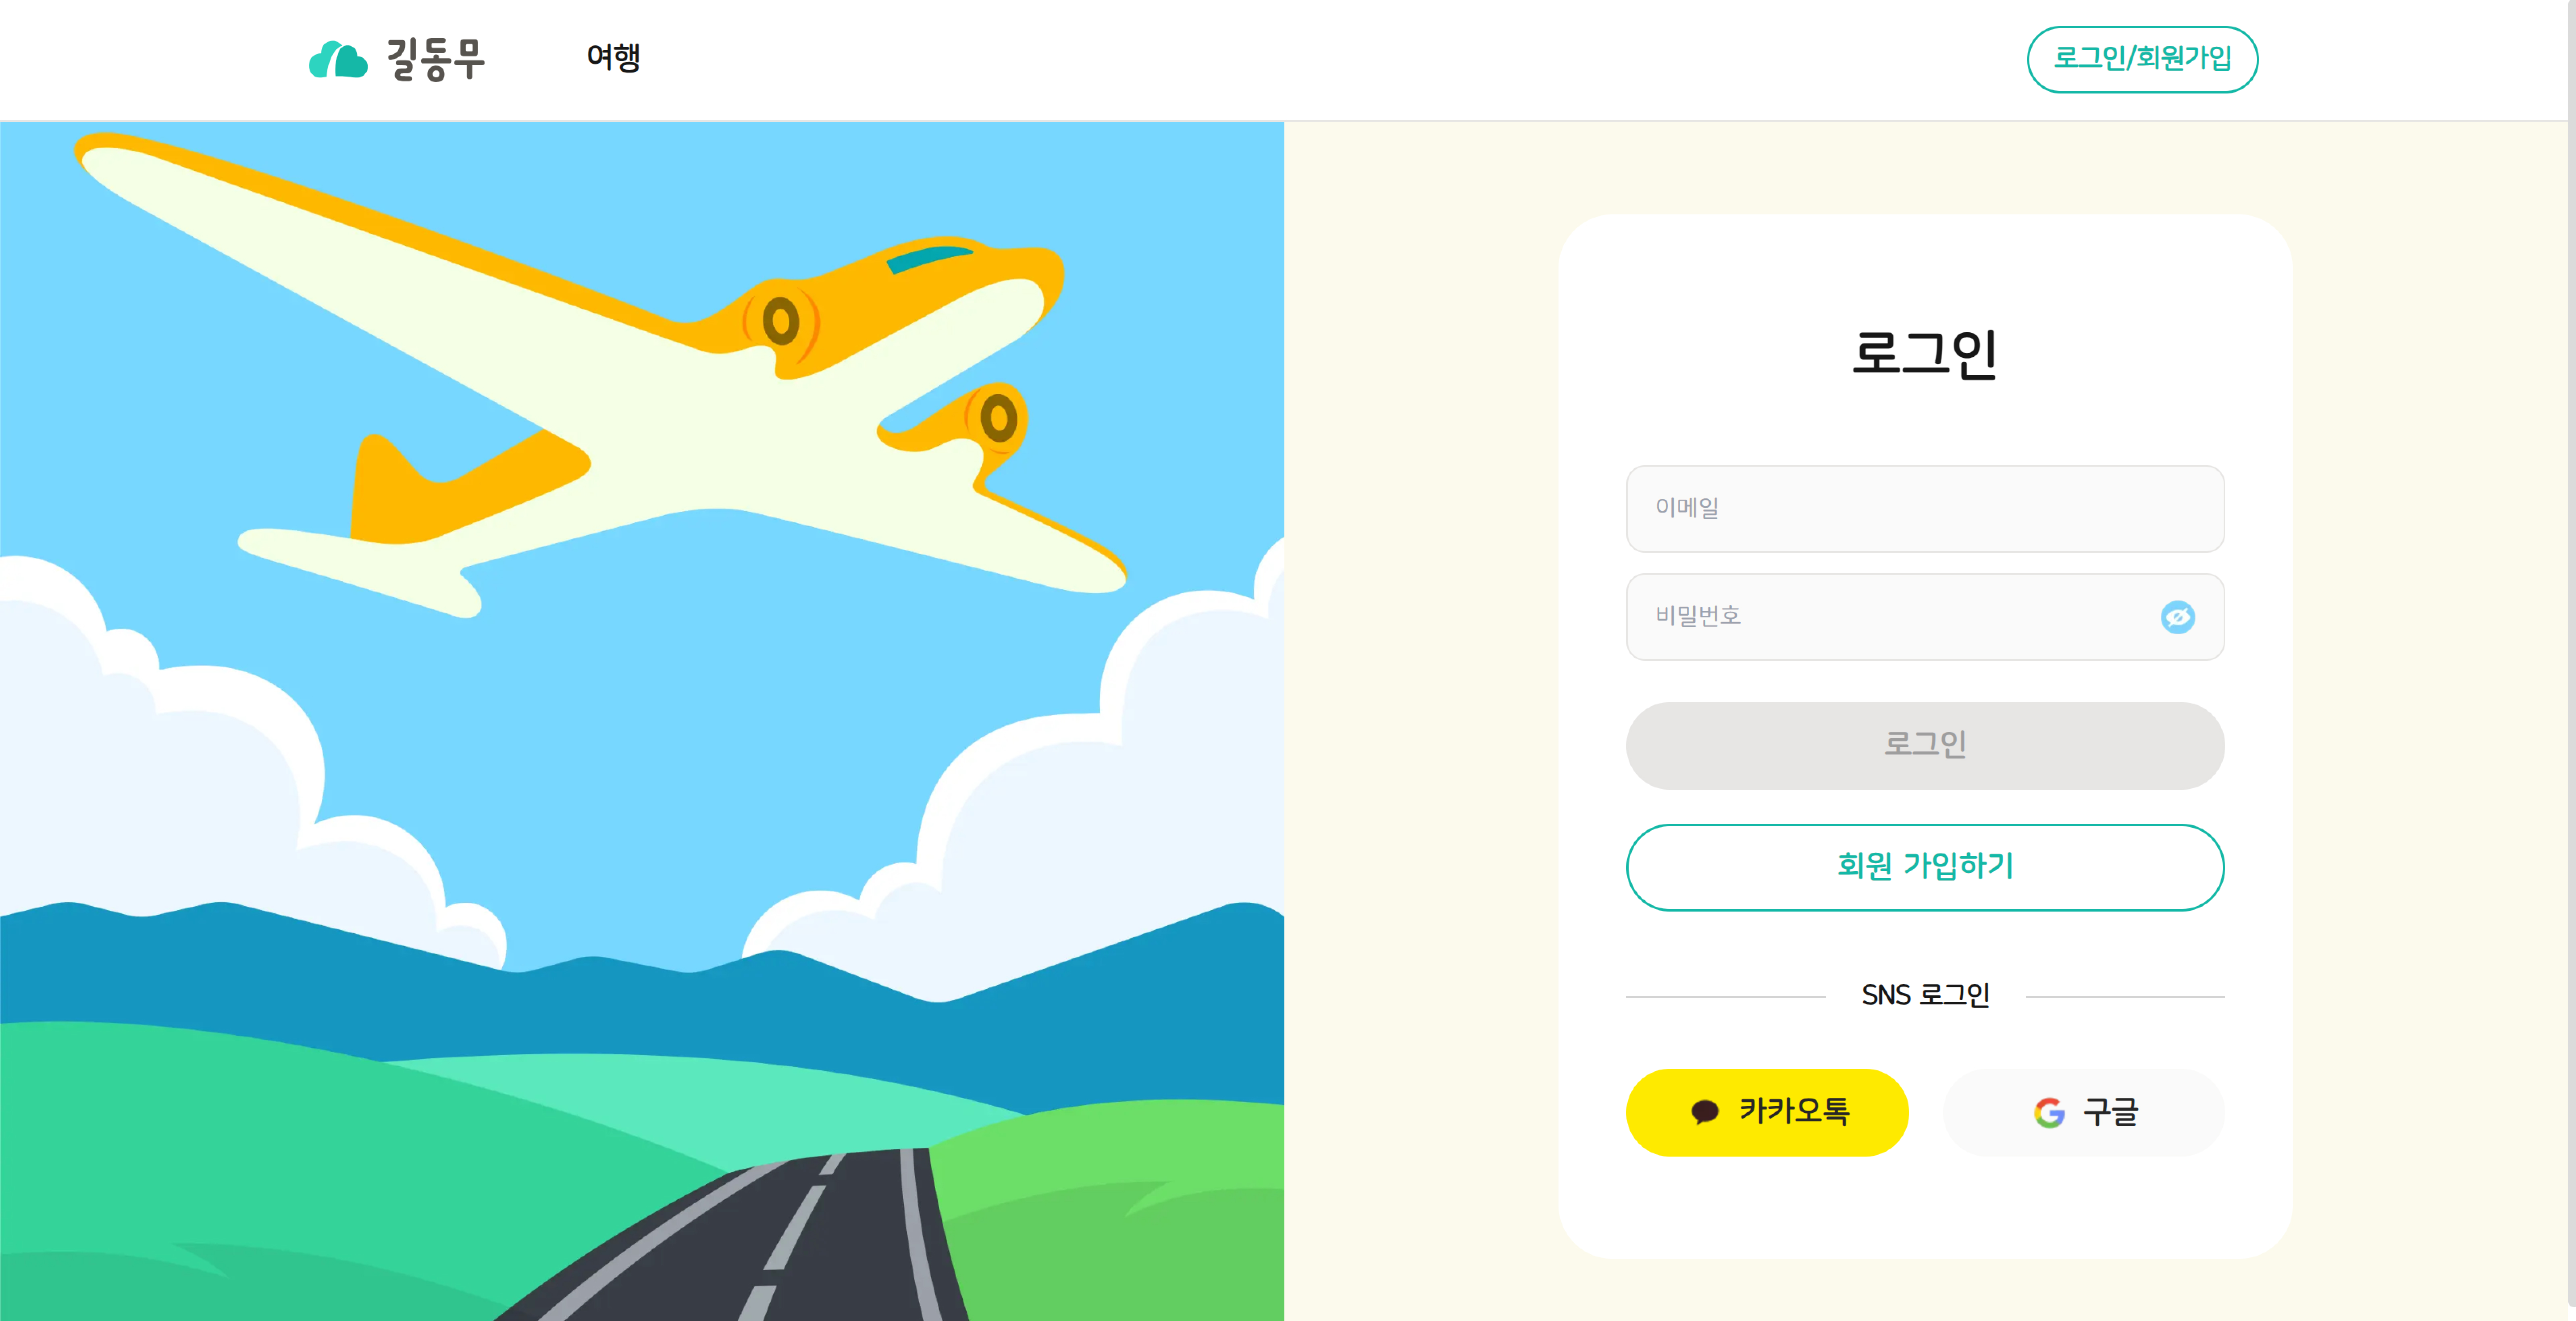 길동무
여행
로그인/회원가입
로그인
이메일
비밀번호
로그인
회원 가입하기
SNS 로그인
카카오톡
구글